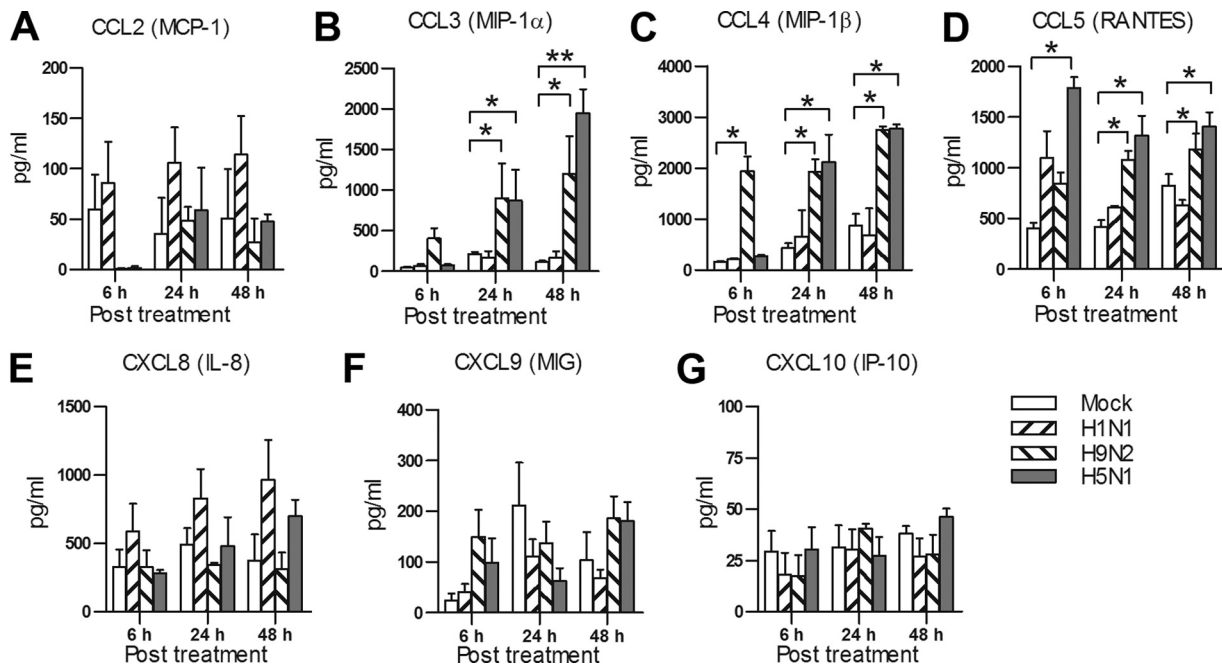 A
CCL2 (MCP-1)
pg/ml
200
150
100
50
0
6 h 24 h 48 h
Post treatment
B
CCL3 (MIP-1α)
pg/ml
2500
2000
1500
1000
500
0
* * * **
6 h 24 h 48 h
Post treatment
C
CCL4 (MIP-1β)
pg/ml
4000
3000
2000
1000
0
* * * * *
6 h 24 h 48 h
Post treatment
D
CCL5 (RANTES)
pg/ml
2000
1500
1000
500
0
* * * * *
6 h 24 h 48 h
Post treatment
E
CXCL8 (IL-8)
pg/ml
1500
1000
500
0
6 h 24 h 48 h
Post treatment
F
CXCL9 (MIG)
pg/ml
400
300
200
100
0
6 h 24 h 48 h
Post treatment
G
CXCL10 (IP-10)
pg/ml
100
75
50
25
0
6 h 24 h 48 h
Post treatment
Mock
H1N1
H9N2
H5N1